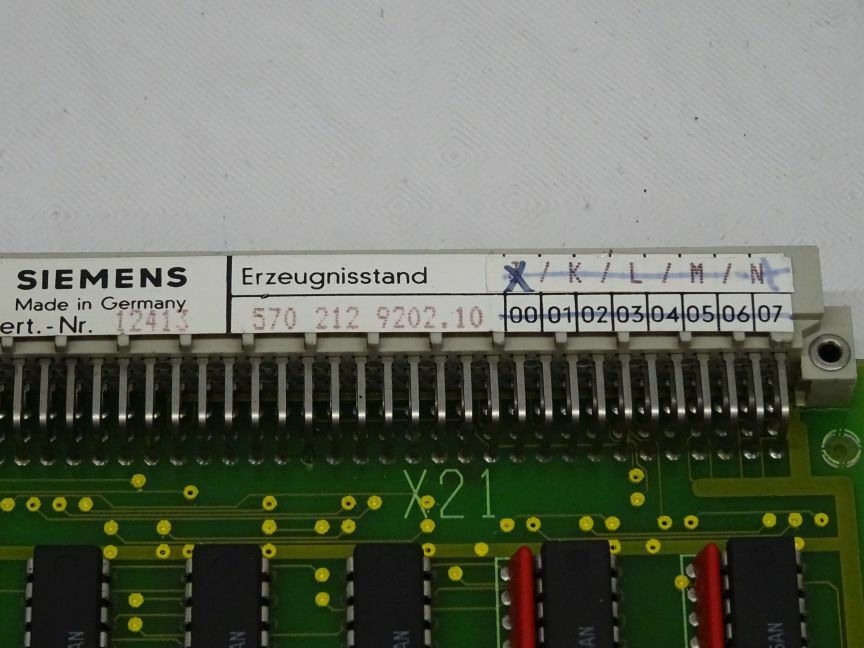 SIEMENS
Made in Germany
ert.-Nr. 12413
Erzeugnisstand
/ K / L / M / N
570 212 9202.10
00 01 02 03 04 05 06 07
X21